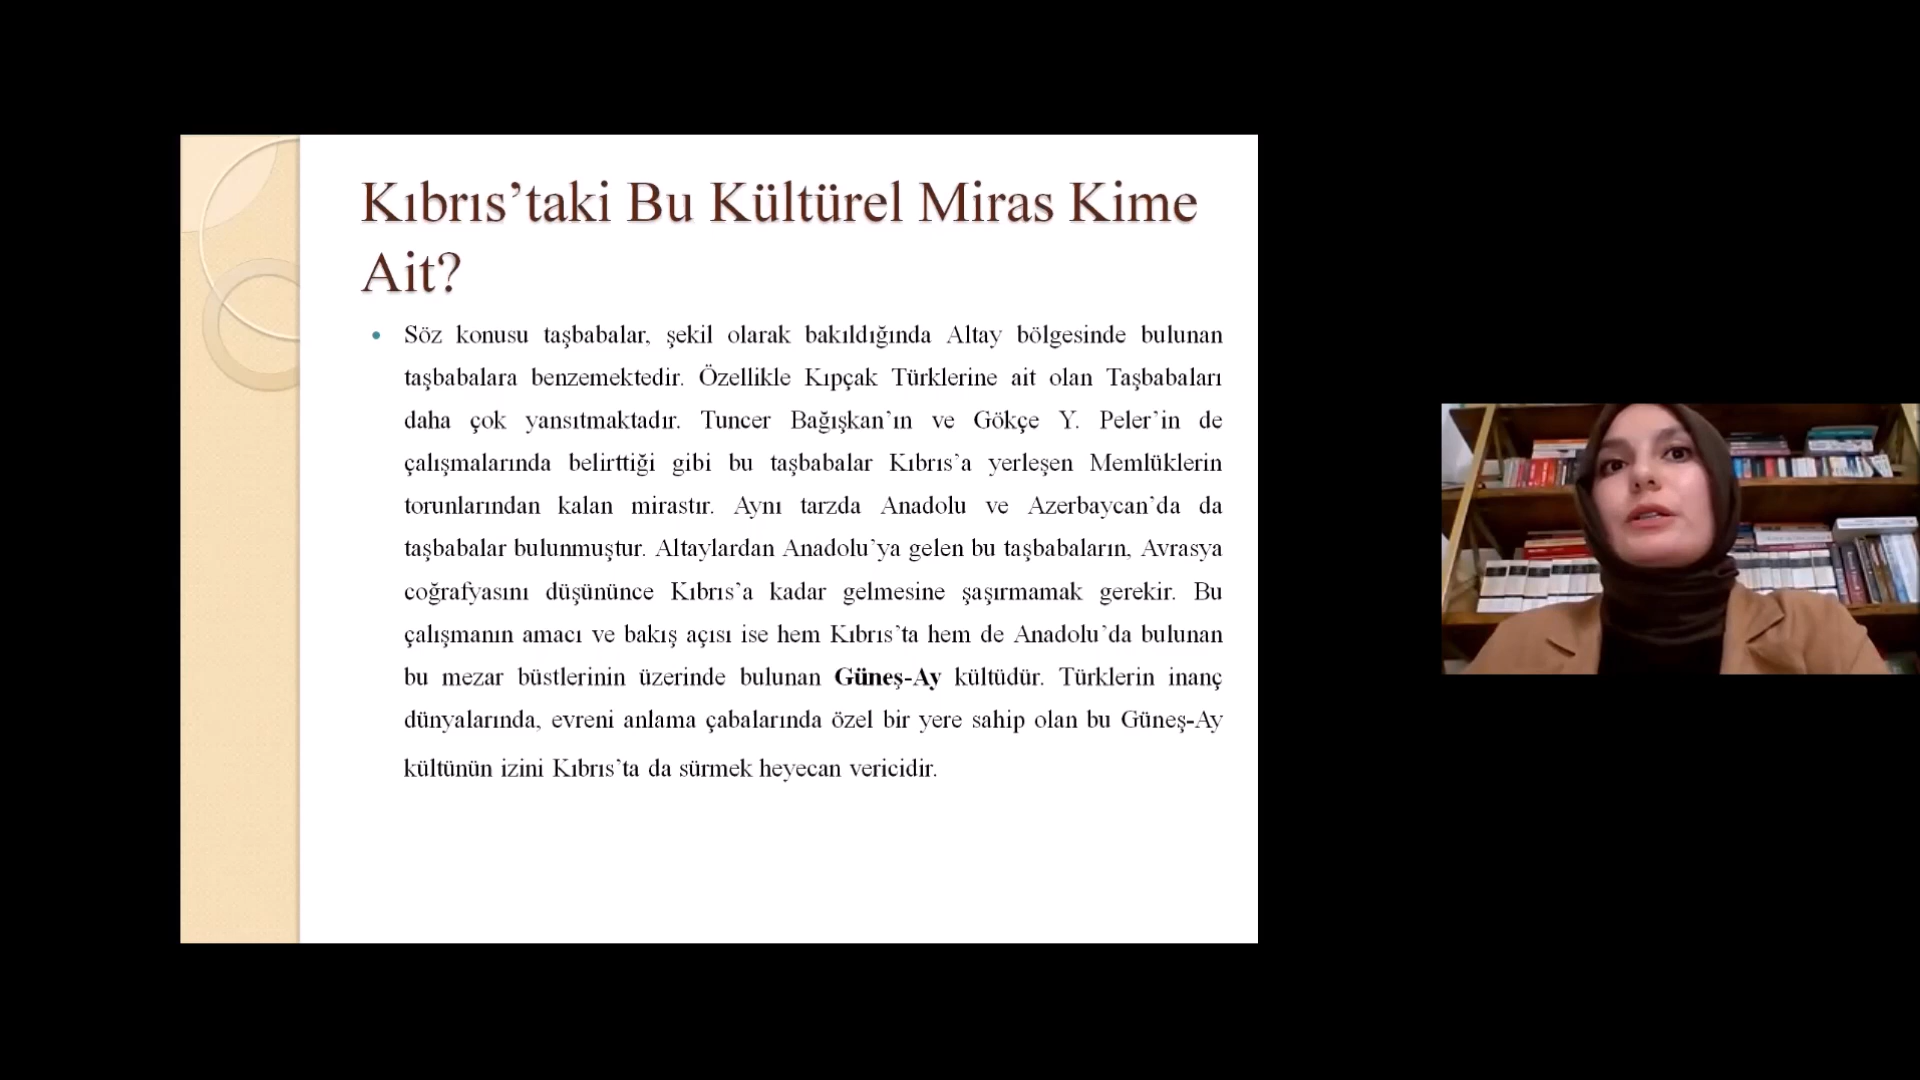 Kıbrıs’taki Bu Kültürel Miras Kime
Ait?
• Söz konusu taşbabalar, şekil olarak bakıldığında Altay bölgesinde bulunan
taşbabalara benzemektedir. Özellikle Kıpçak Türklerine ait olan Taşbabaları
daha çok yansıtmaktadır. Tuncer Bağışkan’ın ve Gökçe Y. Peler’in de
çalışmalarında belirttiği gibi bu taşbabalar Kıbrıs’a yerleşen Memlüklerin
torunlarından kalan mirastır. Aynı tarzda Anadolu ve Azerbaycan’da da
taşbabalar bulunmuştur. Altaylardan Anadolu’ya gelen bu taşbabaların, Avrasya
coğrafyasını düşününce Kıbrıs’a kadar gelmesine şaşırmamak gerekir. Bu
çalışmanın amacı ve bakış açısı ise hem Kıbrıs’ta hem de Anadolu’da bulunan
bu mezar büstlerinin üzerinde bulunan Güneş-Ay kültüdür. Türklerin inanç
dünyalarında, evreni anlama çabalarında özel bir yere sahip olan bu Güneş-Ay
kültünün izini Kıbrıs’ta da sürmek heyecan vericidir.